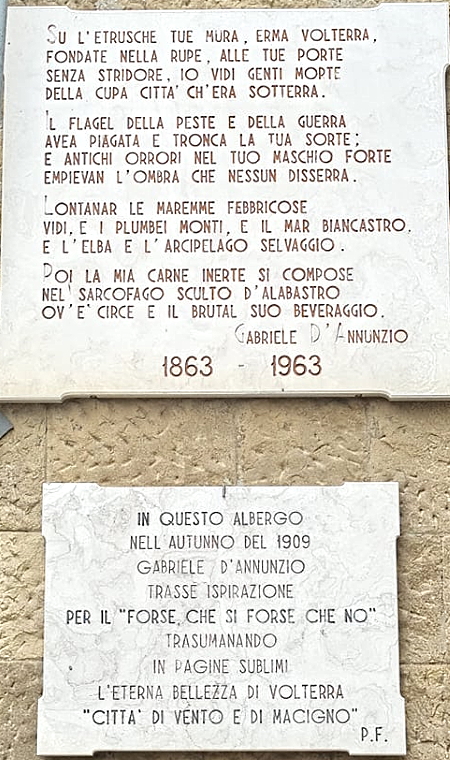 SU L'ETRUSCHE TUE MURA, ERMA VOLTERRA,
FONDATE NELLA RUPE, ALLE TUE PORTE
SENZA STRIDORE, IO VIDI GENTI MORTE
DELLA CUPA CITTA' CH'ERA SOTTERRA.
IL FLAGEL DELLA PESTE E DELLA GUERRA
AVEA PIAGATA E TRONCA LA TUA SORTE;
E ANTICHI ORRORI NEL TUO MASCHIO FORTE
EMPIEVAN L'OMBRA CHE NESSUN DISSERRA.
LONTANAR LE MAREMME FEBBRICOSE
VIDI, E I PLUMBEI MONTI, E IL MAR BIANCASTRO,
E L'ELBA E L'ARCIPELAGO SELVAGGIO.
POI LA MIA CARNE INERTE SI COMPOSE
NEL SARCOFAGO SCULTO D'ALABASTRO
OV'E' CIRCE E IL BRUTAL SUO BEVERAGGIO.
GABRIELE D'ANNUNZIO
1863 - 1963
IN QUESTO ALBERGO
NELL AUTUNNO DEL 1909
GABRIELE D'ANNUNZIO
TRASSE ISPIRAZIONE
PER IL "FORSE CHE SI FORSE CHE NO"
TRASUMANANDO
IN PAGINE SUBLIMI
L'ETERNA BELLEZZA DI VOLTERRA
"CITTA' DI VENTO E DI MACIGNO"
P.F.